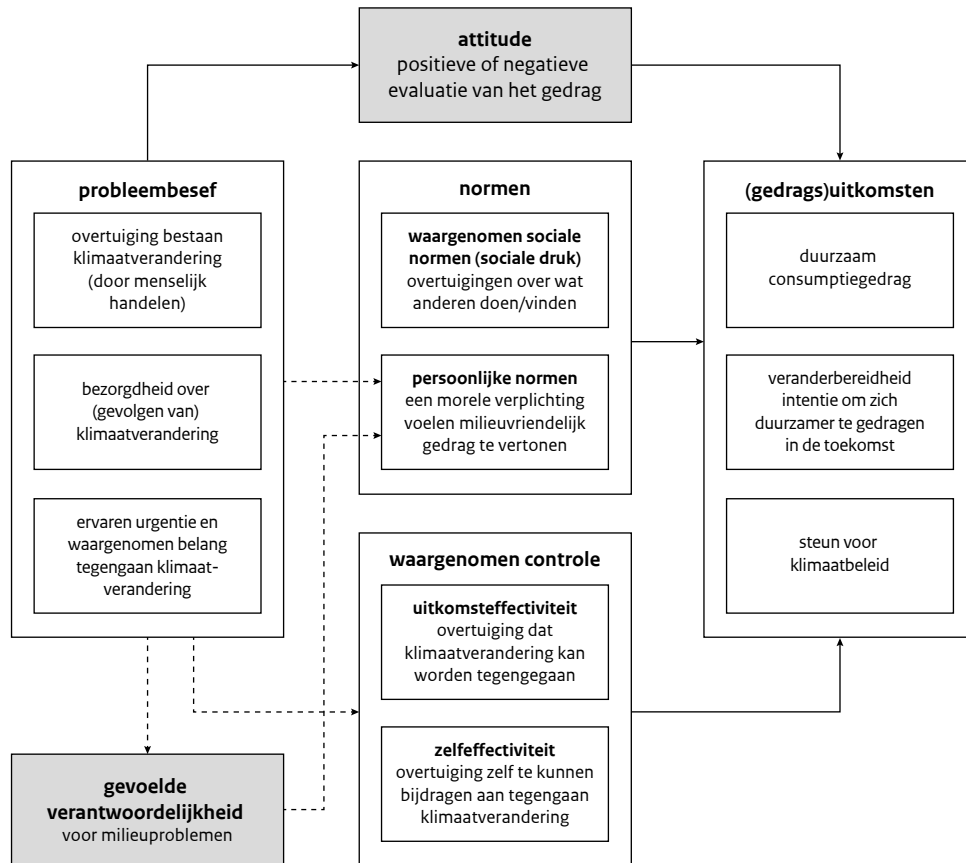 attitude
positieve of negatieve
evaluatie van het gedrag
probleembesef
overtuiging bestaan
klimaatverandering
(door menselijk
handelen)
bezorgdheid over
(gevolgen van)
klimaatverandering
ervaren urgentie en
waargenomen belang
tegengaan klimaat-
verandering
gevoelde
verantwoordelijkheid
voor milieuproblemen
normen
waargenomen sociale
normen (sociale druk)
overtuigingen over wat
anderen doen/vinden
persoonlijke normen
een morele verplichting
voelen milieuvriendelijk
gedrag te vertonen
waargenomen controle
uitkomsteffectiviteit
overtuiging dat
klimaatverandering kan
worden tegengegaan
zelfeffectiviteit
overtuiging zelf te kunnen
bijdragen aan tegengaan
klimaatverandering
(gedrags)uitkomsten
duurzaam
consumptiegedrag
veranderbereidheid
intentie om zich
duurzamer te gedragen
in de toekomst
steun voor
klimaatbeleid